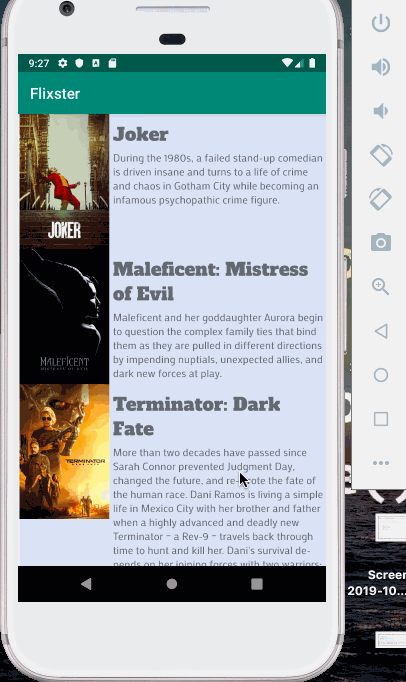 9:27
Flixster
Joker
During the 1980s, a failed stand-up comedian
is driven insane and turns to a life of crime
and chaos in Gotham City while becoming an
infamous psychopathic crime figure.
JOKER
Maleficent: Mistress
of Evil
Maleficent and her goddaughter Aurora begin
to question the complex family ties that bind
them as they are pulled in different directions
by impending nuptials, unexpected allies, and
dark new forces at play.
MALEFICENT
MISTRESS OF EVIL
Terminator: Dark
Fate
More than two decades have passed since
Sarah Connor prevented Judgment Day,
changed the future, and re-wrote the fate of
the human race. Dani Ramos is living a simple
life in Mexico City with her brother and father
when a highly advanced and deadly new
Terminator – a Rev-9 – travels back through
time to hunt and kill her. Dani's survival de-
pends on her joining forces with two warriors:
TERMINATOR
Screen
2019-10...